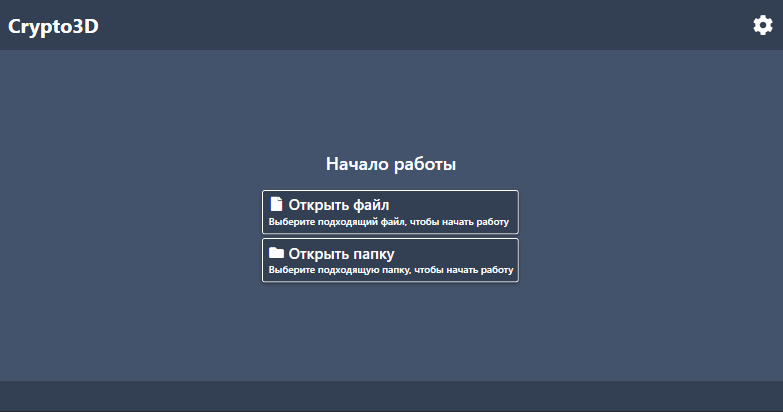 Crypto3D
Начало работы
Открыть файл
Выберите подходящий файл, чтобы начать работу
Открыть папку
Выберите подходящую папку, чтобы начать работу